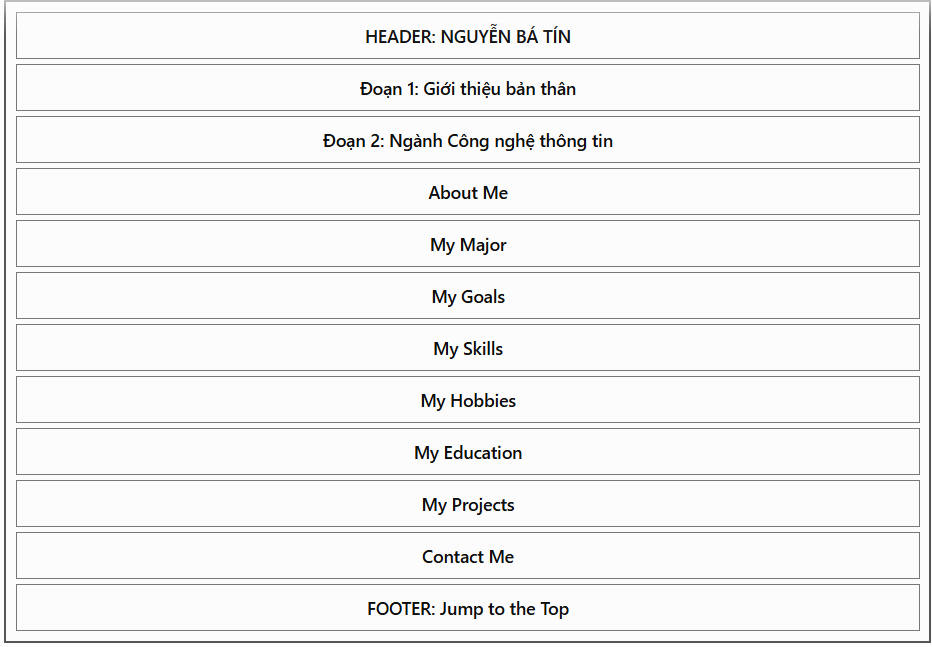 HEADER: NGUYỄN BÁ TÍN
Đoạn 1: Giới thiệu bản thân
Đoạn 2: Ngành Công nghệ thông tin
About Me
My Major
My Goals
My Skills
My Hobbies
My Education
My Projects
Contact Me
FOOTER: Jump to the Top